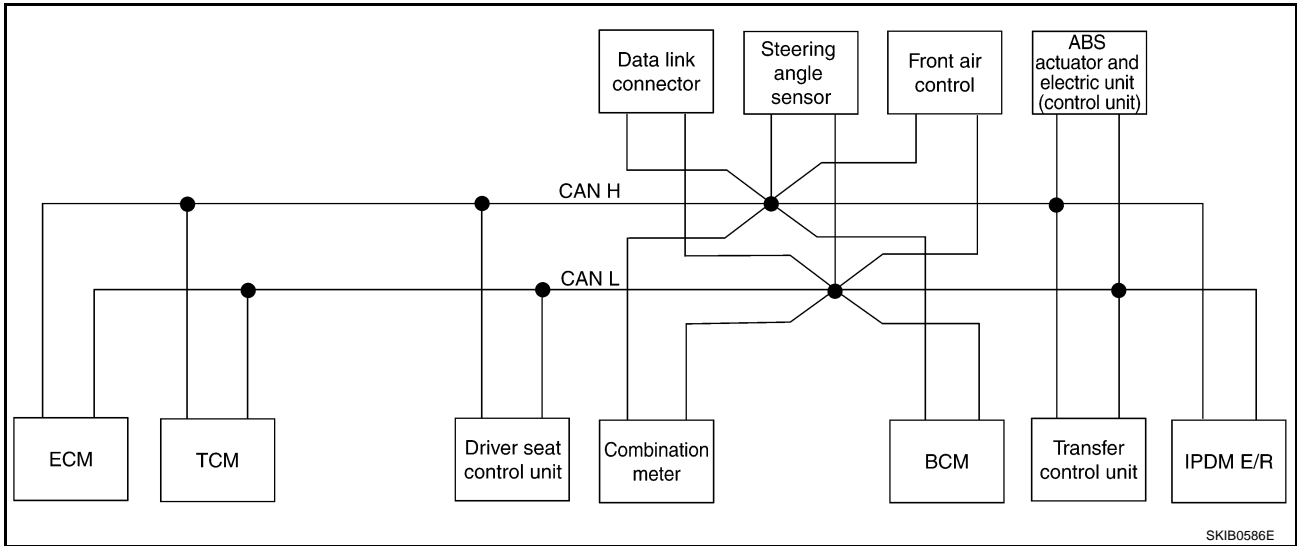 Data link
connector
Steering
angle
sensor
Front air
control
ABS
actuator and
electric unit
(control unit)
CAN H
CAN L
ECM
TCM
Driver seat
control unit
Combination
meter
BCM
Transfer
control unit
IPDM E/R
SKIB0586E